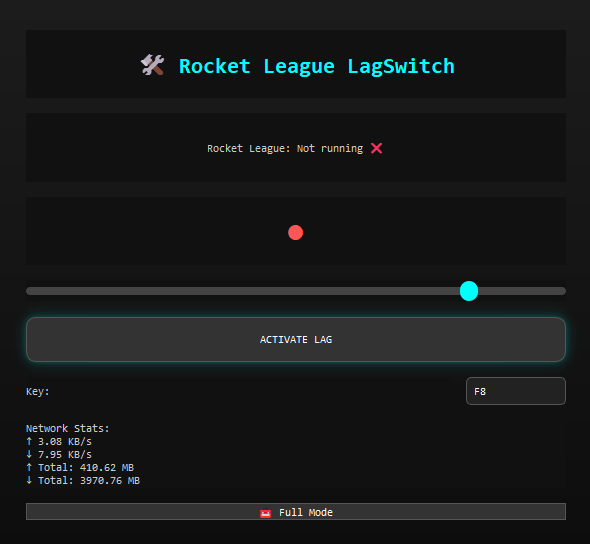 Rocket League LagSwitch
Rocket League: Not running
ACTIVATE LAG
Key:
F8
Network Stats:
↑ 3.08 KB/s
↓ 7.95 KB/s
↑ Total: 410.62 MB
↓ Total: 3970.76 MB
Full Mode